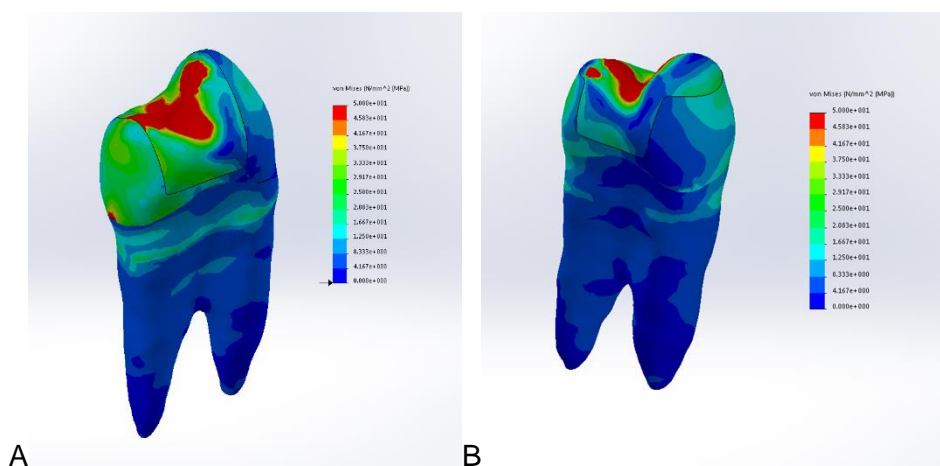 von Mises (N/mm^2 (MPa))
5.000e+001
4.583e+001
4.167e+001
3.750e+001
3.333e+001
2.917e+001
2.500e+001
2.083e+001
1.667e+001
1.250e+001
8.333e+000
4.167e+000
0.000e+000
A
von Mises (N/mm^2 (MPa))
5.000e+001
4.583e+001
4.167e+001
3.750e+001
3.333e+001
2.917e+001
2.500e+001
2.083e+001
1.667e+001
1.250e+001
8.333e+000
4.167e+000
0.000e+000
B